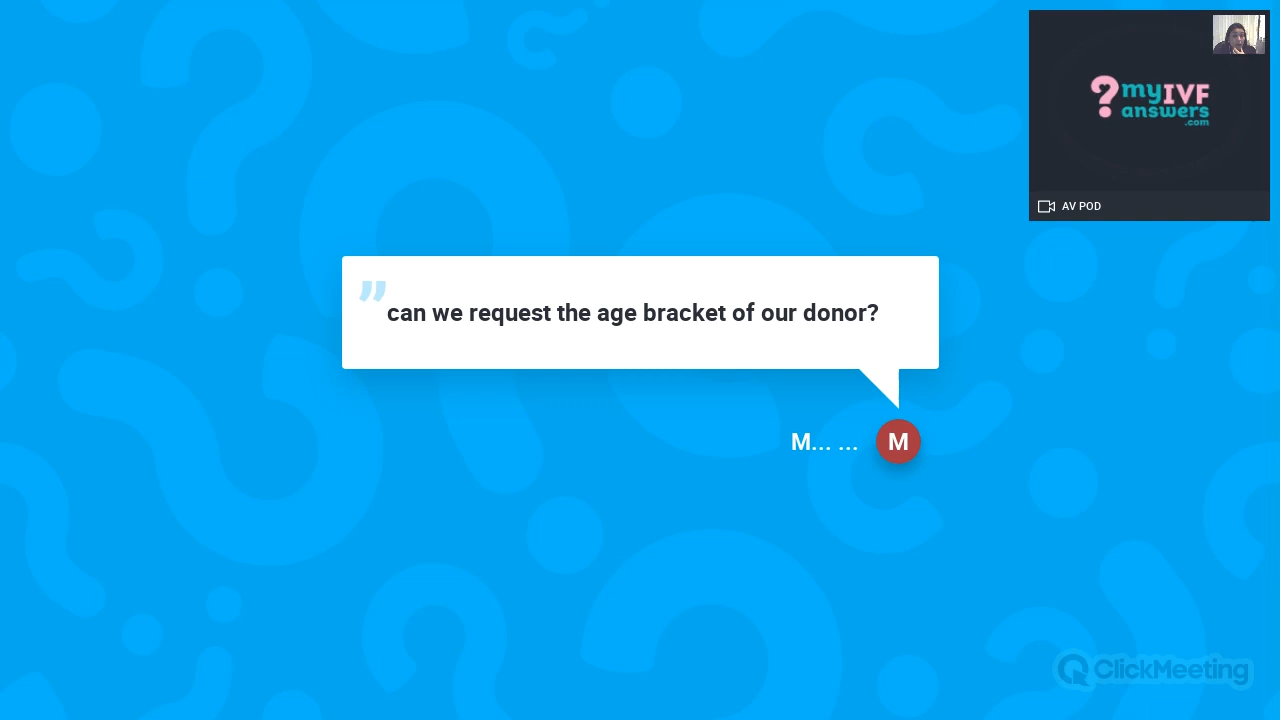 ?myIVF
answers
.com
AV POD
” can we request the age bracket of our donor?
M... ... M
ClickMeeting